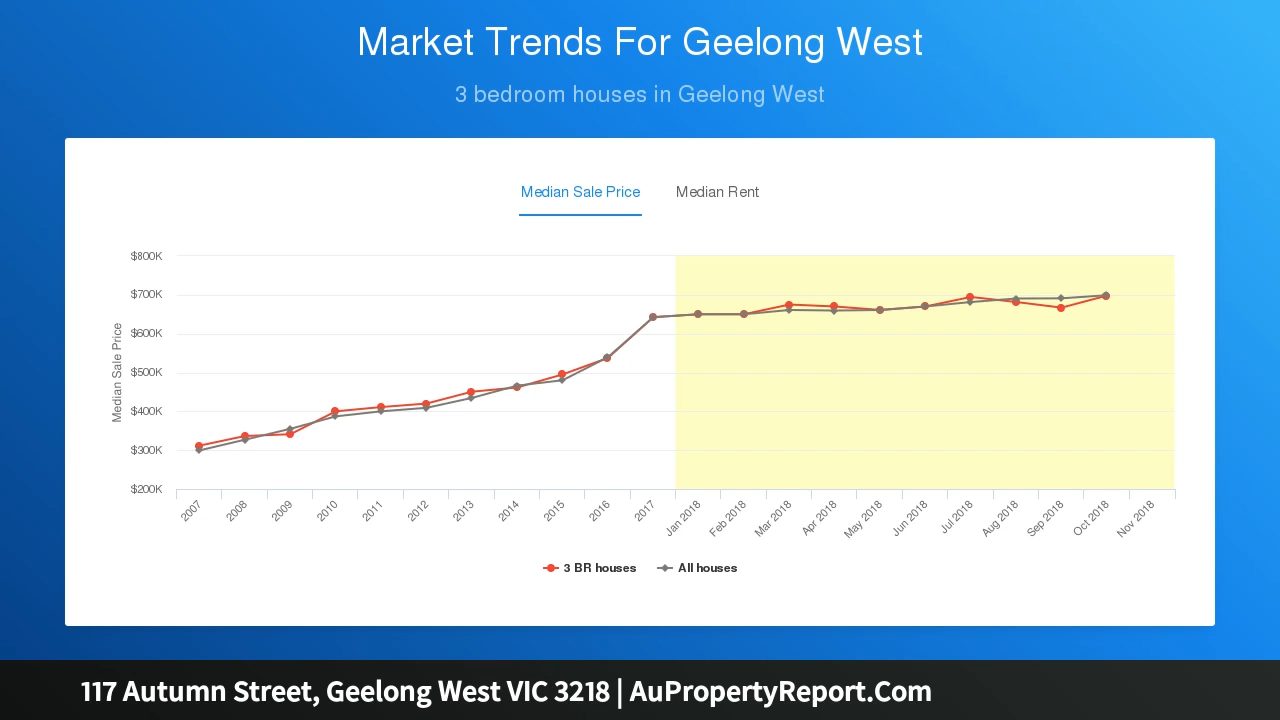 Market Trends For Geelong West
3 bedroom houses in Geelong West
Median Sale Price Median Rent
Median Sale Price
$800K
$700K
$600K
$500K
$400K
$300K
$200K
2007 2008 2009 2010 2011 2012 2013 2014 2015 2016 2017 Jan 2018 Feb 2018 Mar 2018 Apr 2018 May 2018 Jun 2018 Jul 2018 Aug 2018 Sep 2018 Oct 2018 Nov 2018
3 BR houses All houses
117 Autumn Street, Geelong West VIC 3218 | AuPropertyReport.Com